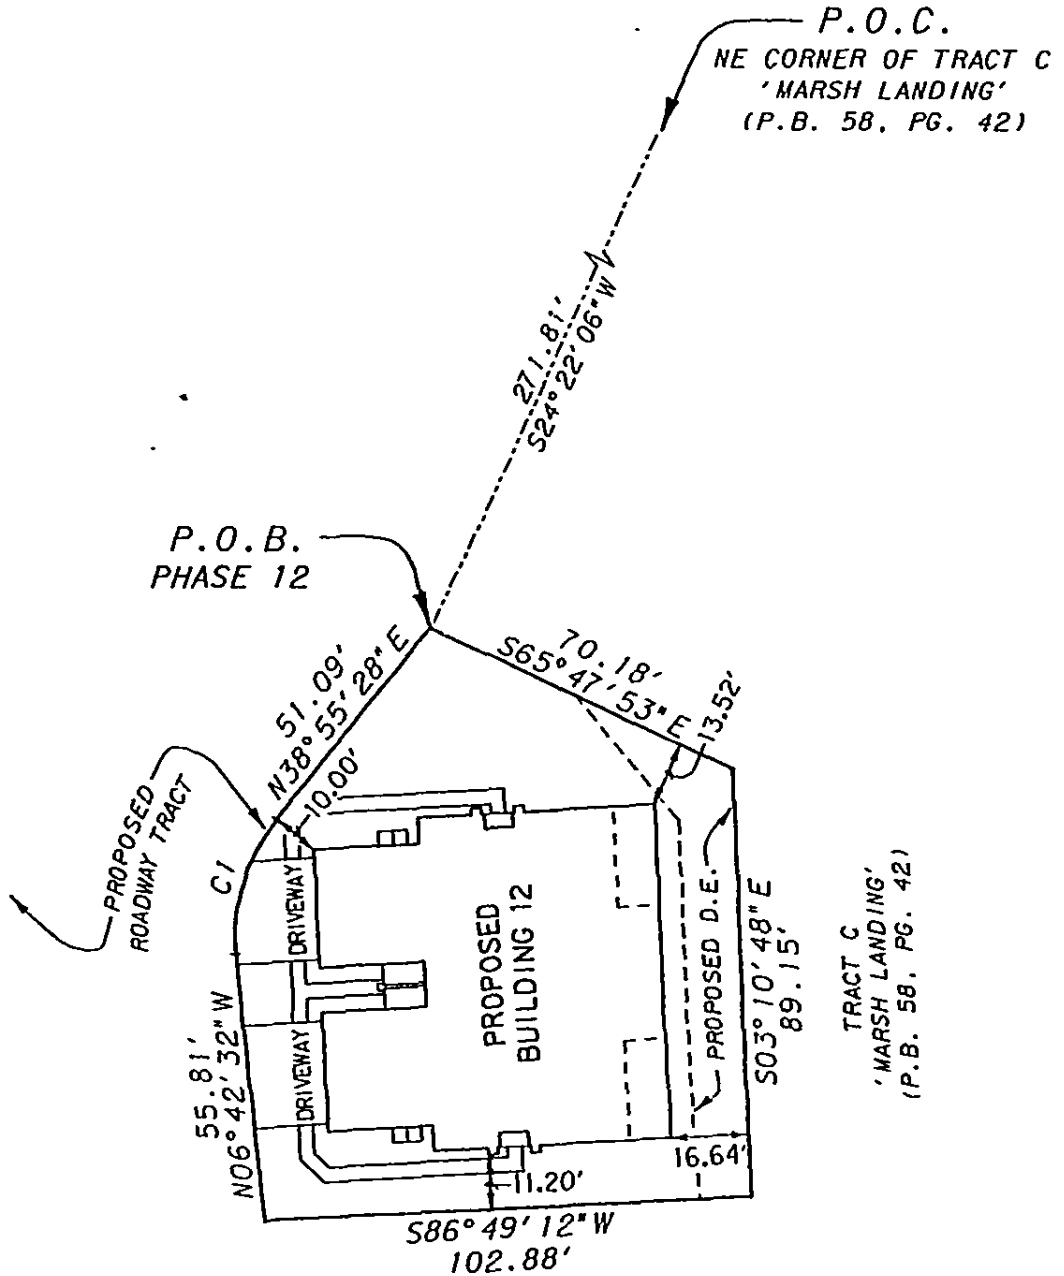 P.O.C.
NE CORNER OF TRACT C
'MARSH LANDING'
(P.B. 58, PG. 42)
271.81'
S24°22'06"W
P.O.B.
PHASE 12
70.18'
S65°47'53"E
13.52'
51.09'
N38°55'28"E
10.00'
PROPOSED
ROADWAY TRACT
C1
DRIVEWAY
PROPOSED
BUILDING 12
PROPOSED D.E.
S03°10'48"E
89.15'
TRACT C
'MARSH LANDING'
(P.B. 58, PG. 42)
55.81'
N06°42'32"W
DRIVEWAY
16.64'
11.20'
S86°49'12"W
102.88'